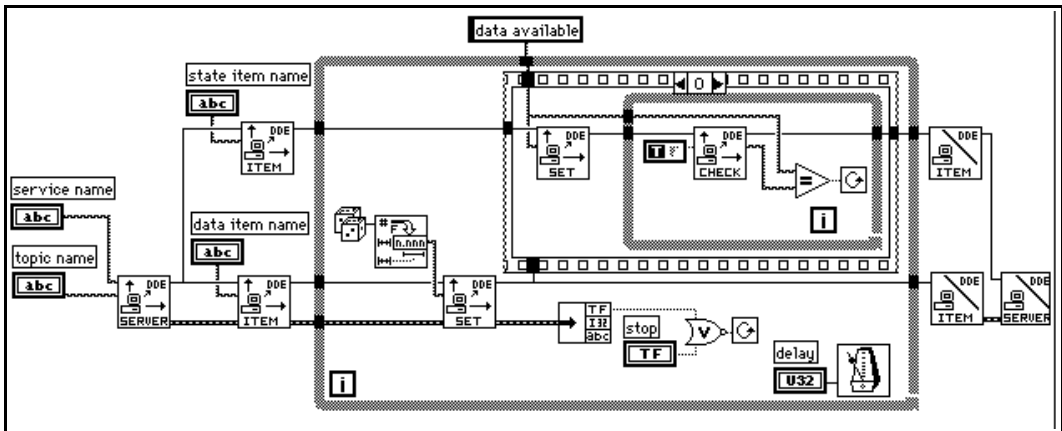 data available
state item name
abc
DDE
ITEM
0
DDE
SET
T F
DDE
CHECK
=
i
DDE
ITEM
service name
abc
topic name
abc
data item name
abc
#
F
n.nnn
DDE
SERVER
DDE
ITEM
DDE
SET
TF
I32
abc
stop
TF
V
delay
U32
i
DDE
ITEM
DDE
SERVER